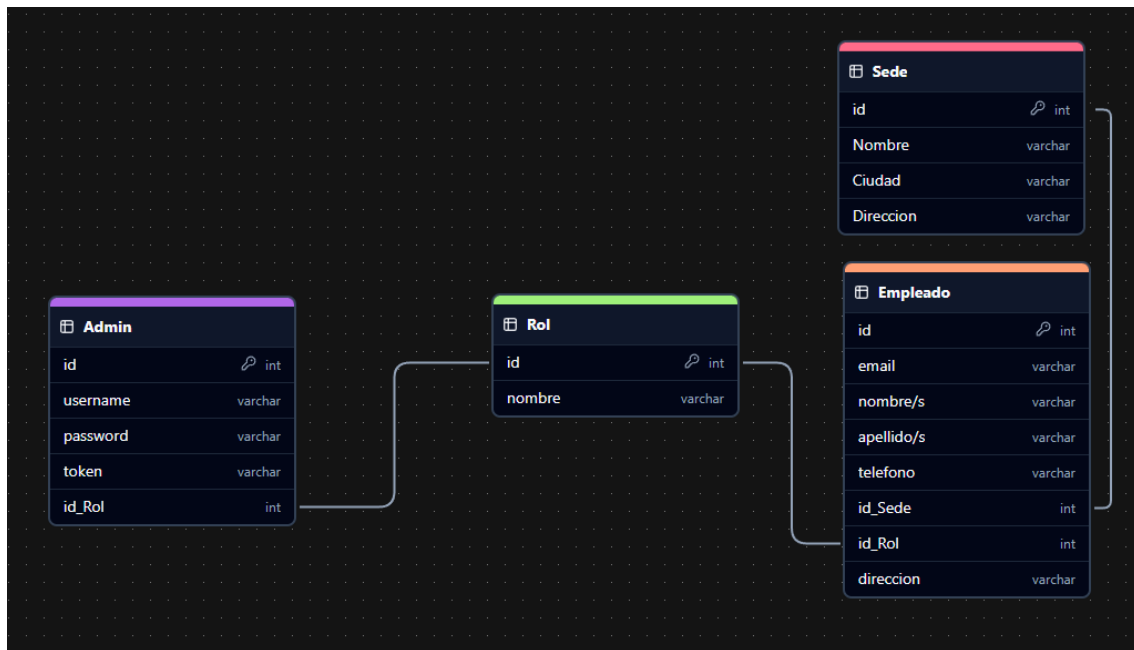 Sede
id int
Nombre varchar
Ciudad varchar
Direccion varchar
Empleado
id int
email varchar
nombre/s varchar
apellido/s varchar
telefono varchar
id_Sede int
id_Rol int
direccion varchar
Admin
id int
username varchar
password varchar
token varchar
id_Rol int
Rol
id int
nombre varchar